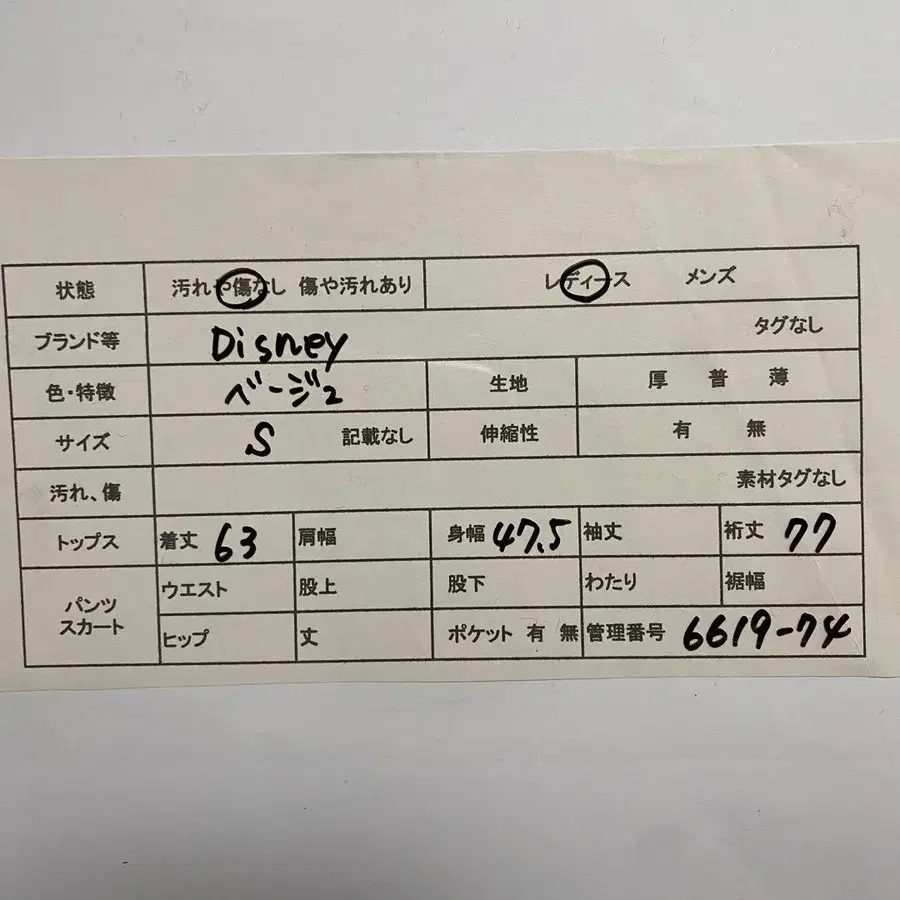 状態 汚れや傷なし 傷や汚れあり レディース メンズ
ブランド等 Disney タグなし
色・特徴 ベージュ 生地 厚 普 薄
サイズ S 記載なし 伸縮性 有 無
汚れ、傷 素材タグなし
トップス 着丈 63 肩幅 身幅 47.5 袖丈 裄丈 77
パンツ スカート ウエスト 股上 股下 わたり 裾幅
ヒップ 丈 ポケット 有 無 管理番号 6619-74